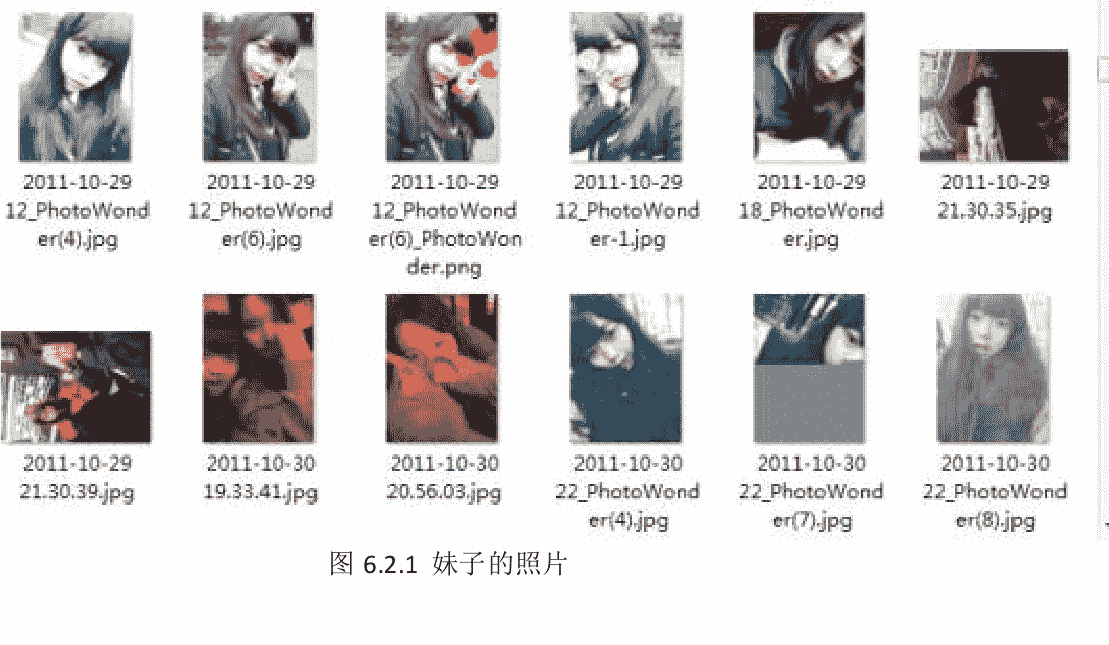 2011-10-29
12_PhotoWond
er(4).jpg
2011-10-29
12_PhotoWond
er(6).jpg
2011-10-29
12_PhotoWond
er(6)_PhotoWon
der.png
2011-10-29
12_PhotoWond
er-1.jpg
2011-10-29
18_PhotoWond
er.jpg
2011-10-29
21.30.35.jpg
2011-10-29
21.30.39.jpg
2011-10-30
19.33.41.jpg
2011-10-30
20.56.03.jpg
2011-10-30
22_PhotoWond
er(4).jpg
2011-10-30
22_PhotoWond
er(7).jpg
2011-10-30
22_PhotoWond
er(8).jpg
图 6.2.1 妹子的照片